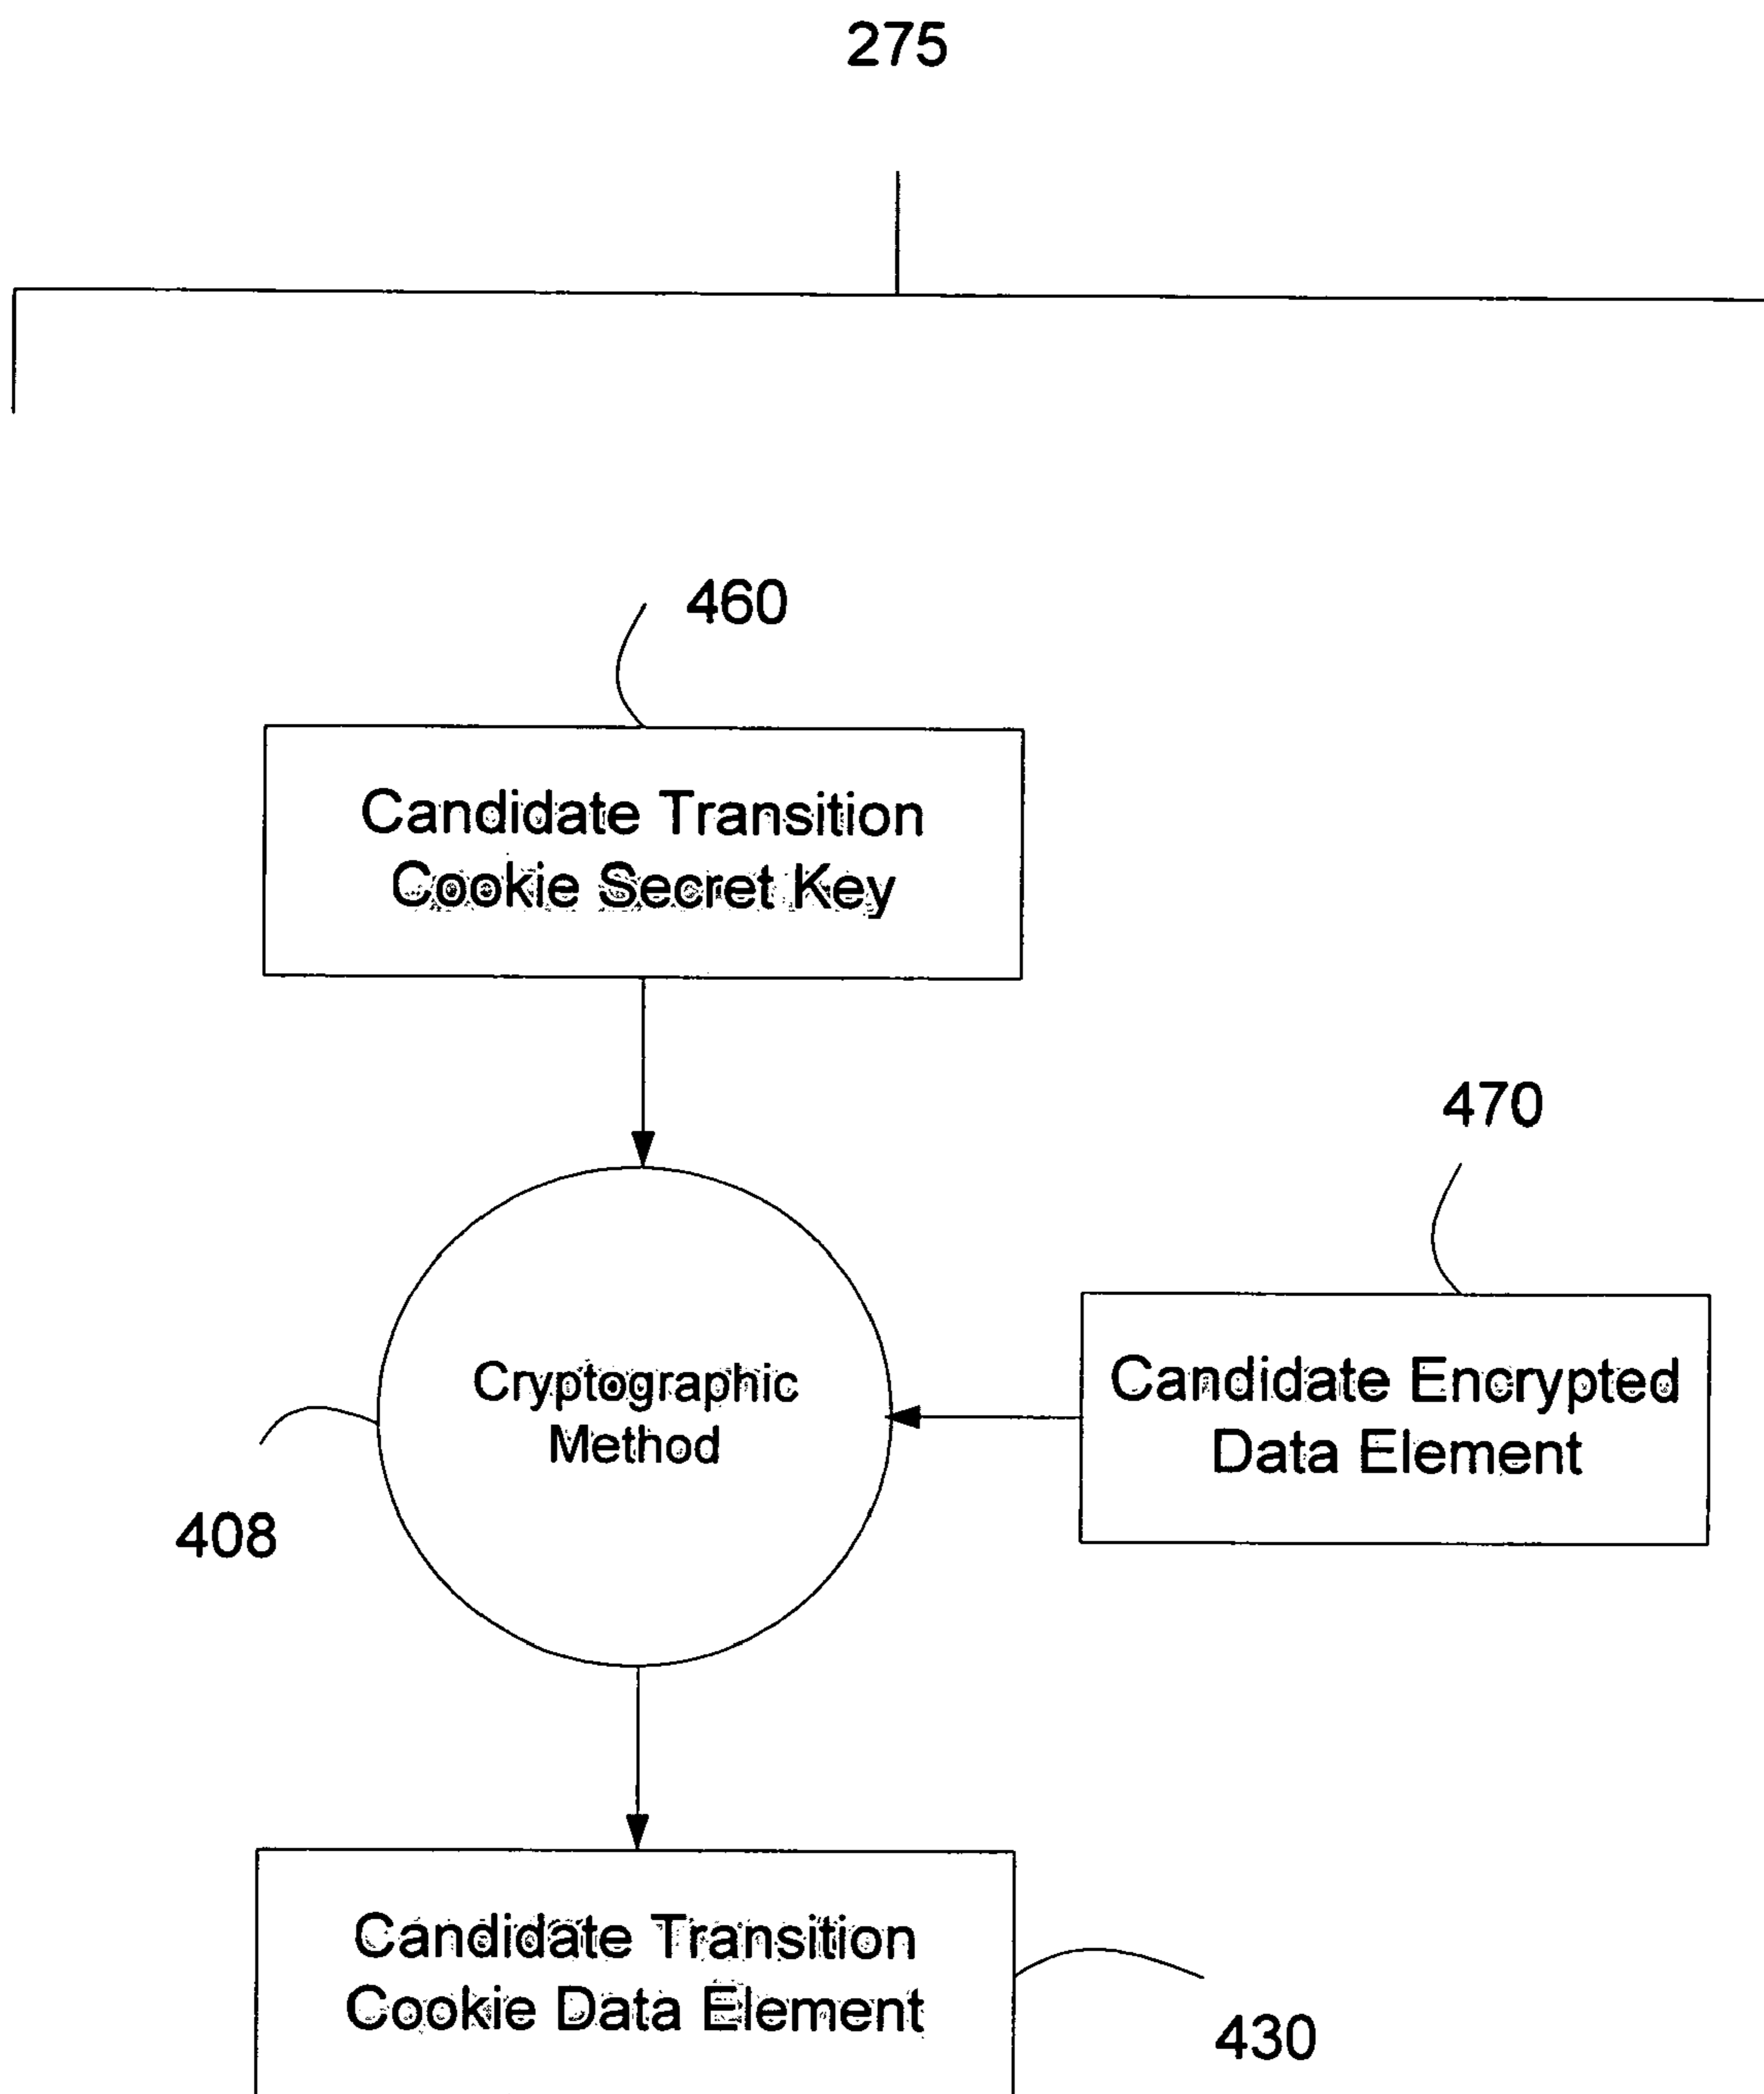 275
460
Candidate Transition
Cookie Secret Key
470
Cryptographic
Method
Candidate Encrypted
Data Element
408
Candidate Transition
Cookie Data Element
430